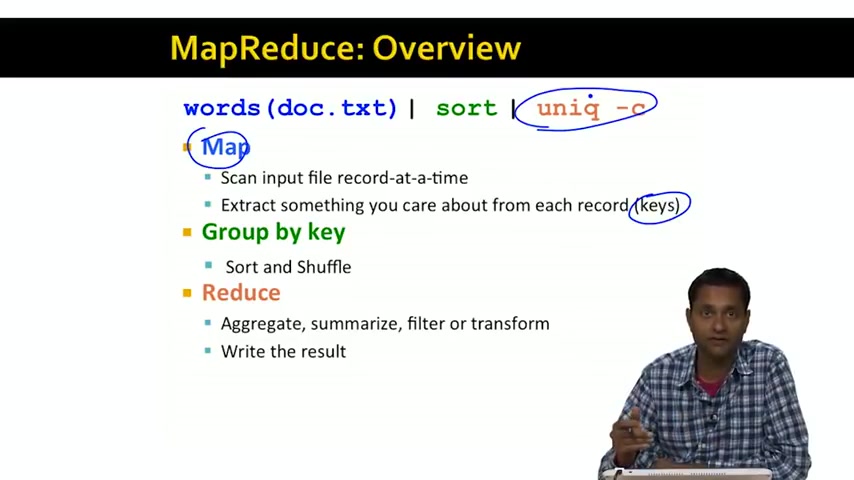 MapReduce: Overview
words(doc.txt) | sort | uniq -c
Map
Scan input file record-at-a-time
Extract something you care about from each record (keys)
Group by key
Sort and Shuffle
Reduce
Aggregate, summarize, filter or transform
Write the result